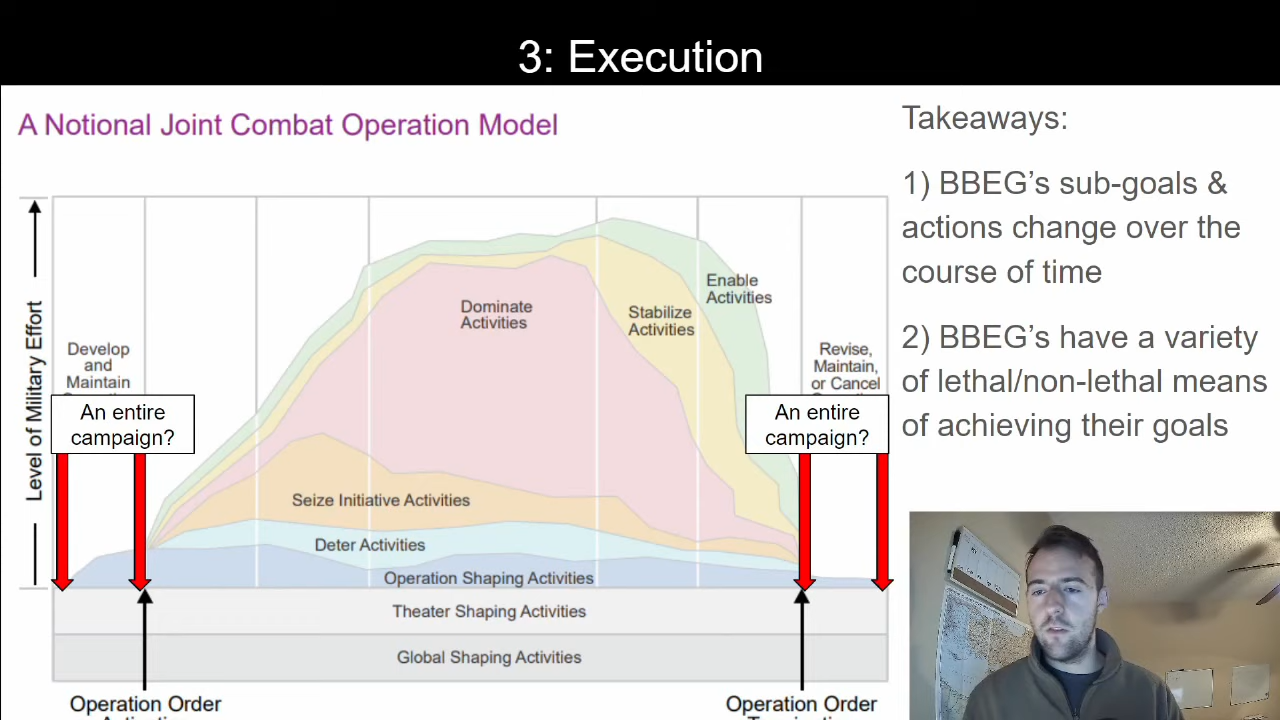 3: Execution
A Notional Joint Combat Operation Model
Takeaways:
1) BBEG's sub-goals &
actions change over the
course of time
2) BBEG's have a variety
of lethal/non-lethal means
of achieving their goals
Level of Military Effort
Develop
and
Maintain
An entire
campaign?
Dominate
Activities
Stabilize
Activities
Enable
Activities
Revise,
Maintain,
or Cancel
An entire
campaign?
Seize Initiative Activities
Deter Activities
Operation Shaping Activities
Theater Shaping Activities
Global Shaping Activities
Operation Order
Operation Order